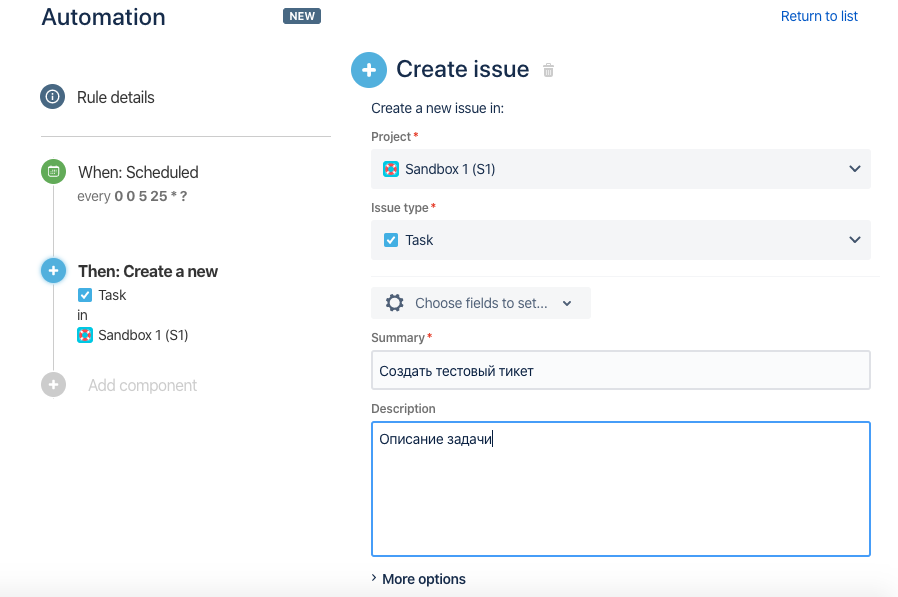 Automation
NEW
Return to list
Rule details
When: Scheduled
every 0 0 5 25 * ?
Then: Create a new
Task
in
Sandbox 1 (S1)
Add component
Create issue
Create a new issue in:
Project *
Sandbox 1 (S1)
Issue type *
Task
Choose fields to set...
Summary *
Создать тестовый тикет
Description
Описание задачи
More options